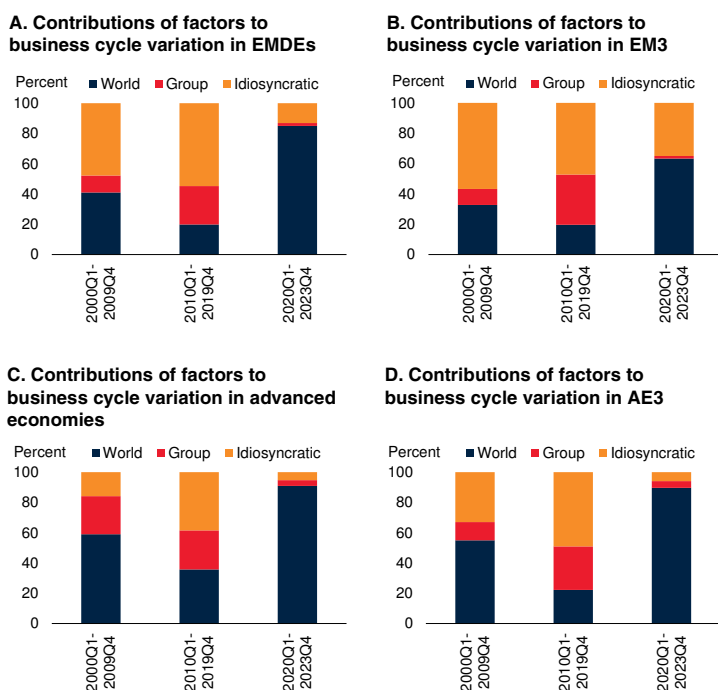 A. Contributions of factors to
business cycle variation in EMDEs
Percent
World Group Idiosyncratic
100
80
60
40
20
0
2000Q1-
2009Q4
2010Q1-
2019Q4
2020Q1-
2023Q4
B. Contributions of factors to
business cycle variation in EM3
Percent
World Group Idiosyncratic
100
80
60
40
20
0
2000Q1-
2009Q4
2010Q1-
2019Q4
2020Q1-
2023Q4
C. Contributions of factors to
business cycle variation in advanced
economies
Percent
World Group Idiosyncratic
100
80
60
40
20
0
2000Q1-
2009Q4
2010Q1-
2019Q4
2020Q1-
2023Q4
D. Contributions of factors to
business cycle variation in AE3
Percent
World Group Idiosyncratic
100
80
60
40
20
0
2000Q1-
2009Q4
2010Q1-
2019Q4
2020Q1-
2023Q4